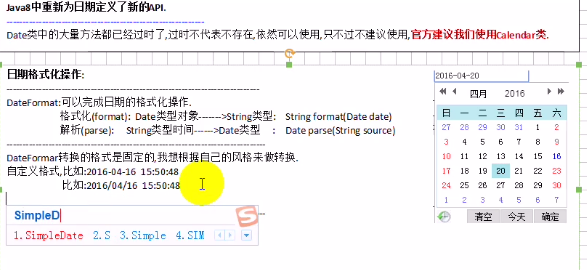 Java8中重新为日期定义了新的API.
--------------------------------------------------
Date类中的大量方法都已经过时了,过时不代表不存在,依然可以使用,只不过不建议使用,官方建议我们使用Calendar类.
日期格式化操作:
--------------------------------------------------
DateFormat:可以完成日期的格式化操作.
格式化(format): Date类型对象------->String类型: String format(Date date)
解析(parse): String类型时间------>Date类型 : Date parse(String source)
--------------------------------------------------
DateFormar转换的格式是固定的,我想根据自己的风格来做转换.
自定义格式,比如:2016-04-16 15:50:48
比如:2016/04/16 15:50:48
SimpleD
1.SimpleDate 2.S 3.Simple 4.SIM
S
2016-04-20
四月 2016
日 一 二 三 四 五 六
27 28 29 30 31 1 2
3 4 5 6 7 8 9
10 11 12 13 14 15 16
17 18 19 20 21 22 23
24 25 26 27 28 29 30
1 2 3 4 5 6 7
清空 今天 确定